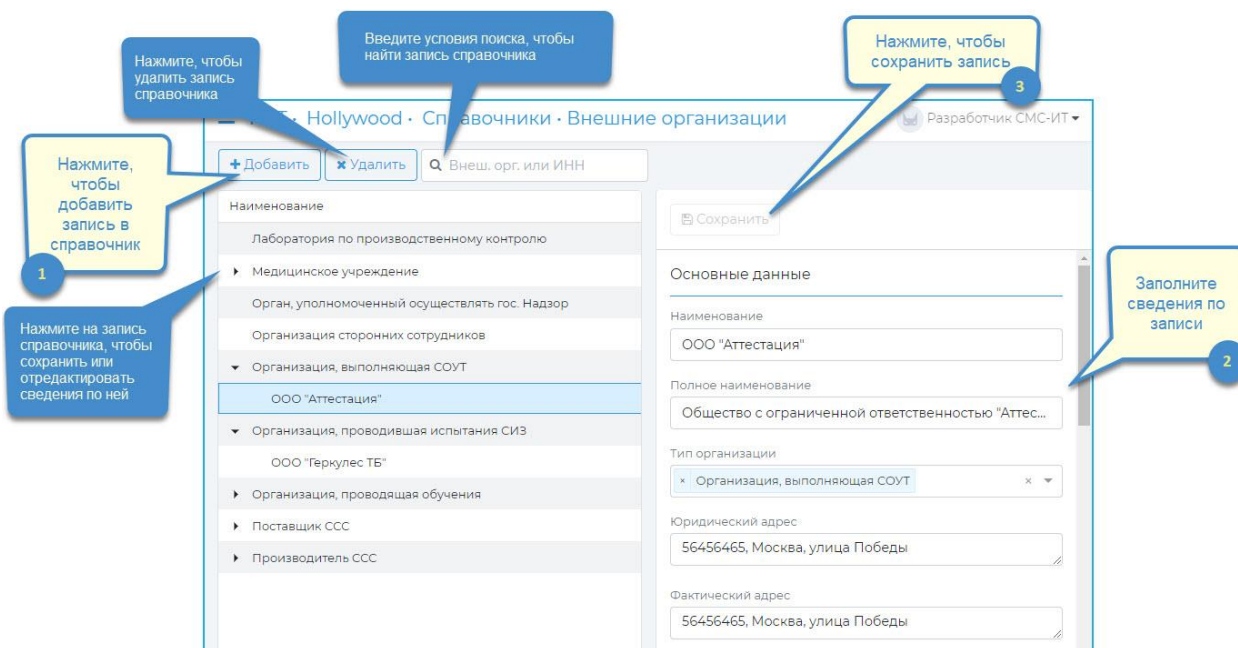 Введите условия поиска, чтобы
найти запись справочника
Нажмите, чтобы
удалить запись
справочника
Нажмите, чтобы
сохранить запись
3
Hollywood · Справочники · Внешние организации
Разработчик СМС-ИТ
Нажмите,
чтобы
добавить
запись в
справочник
1
Добавить
Удалить
Внеш. орг. или ИНН
Наименование
Лаборатория по производственному контролю
Медицинское учреждение
Орган, уполномоченный осуществлять гос. Надзор
Организация сторонних сотрудников
Организация, выполняющая СОУТ
ООО "Аттестация"
Организация, проводившая испытания СИЗ
ООО "Геркулес ТБ"
Организация, проводящая обучения
Поставщик ССС
Производитель ССС
Нажмите на запись
справочника, чтобы
сохранить или
отредактировать
сведения по ней
Сохранить
Основные данные
Наименование
ООО "Аттестация"
Полное наименование
Общество с ограниченной ответственностью "Аттес...
Тип организации
× Организация, выполняющая СОУТ ×
Юридический адрес
56456465, Москва, улица Победы
Фактический адрес
56456465, Москва, улица Победы
Заполните
сведения по
записи
2